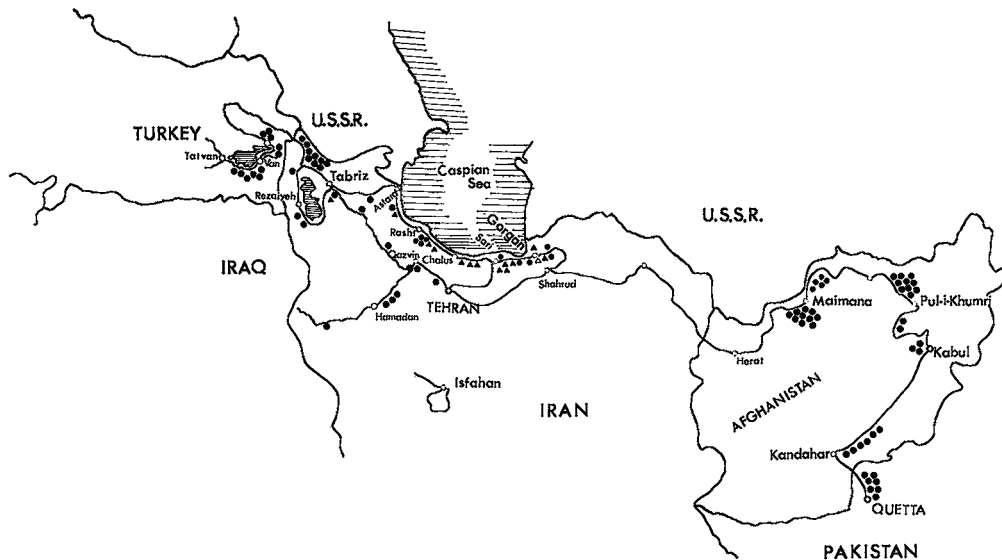 TURKEY
U.S.S.R.
Tatvan
Van
Tabriz
Rezaiyeh
Astara
Caspian
Sea
Rasht
Gorgan
Sari
U.S.S.R.
IRAQ
Qazvin
Chalus
Shahrud
TEHRAN
Hamadan
Maimana
Pul-i-Khumri
Herat
Kabul
Isfahan
IRAN
AFGHANISTAN
Kandahar
QUETTA
PAKISTAN